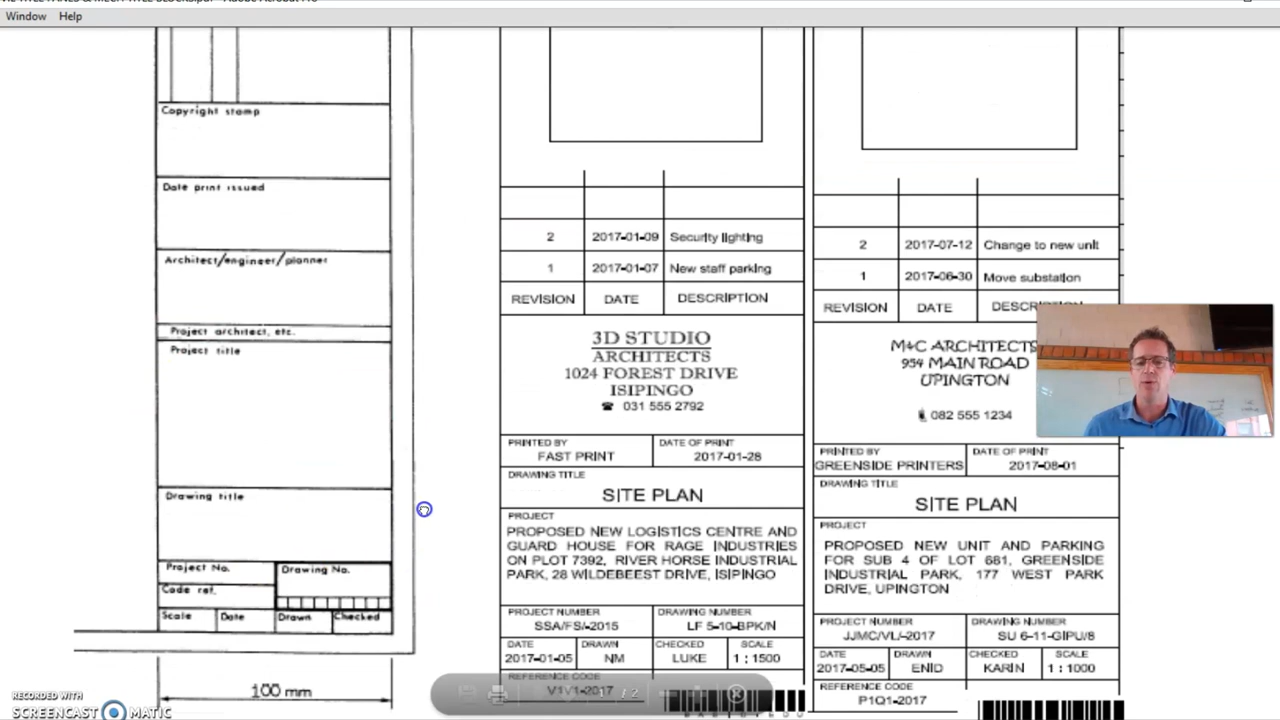 Window Help
Copyright stamp
Date print issued
Architect/engineer/planner
Project architect, etc.
Project title
Drawing title
Project No.
Drawing No.
Code ref.
Scale Date Drawn Checked
100 mm
2 2017-01-09 Security lighting
1 2017-01-07 New staff parking
REVISION DATE DESCRIPTION
3D STUDIO
ARCHITECTS
1024 FOREST DRIVE
ISIPINGO
☎ 031 555 2792
PRINTED BY DATE OF PRINT
FAST PRINT 2017-01-28
DRAWING TITLE
SITE PLAN
PROJECT
PROPOSED NEW LOGISTICS CENTRE AND
GUARD HOUSE FOR RAGE INDUSTRIES
ON PLOT 7392, RIVER HORSE INDUSTRIAL
PARK, 28 WILDEBEEST DRIVE, ISIPINGO
PROJECT NUMBER DRAWING NUMBER
SSA/FS/-2015 LF 5-10-BPK/N
DATE DRAWN CHECKED SCALE
2017-01-05 NM LUKE 1 : 1500
REFERENCE CODE
V1V1-2017
2 2017-07-12 Change to new unit
1 2017-06-30 Move substation
REVISION DATE
M+C ARCHITECTS
954 MAIN ROAD
UPINGTON
082 555 1234
PRINTED BY DATE OF PRINT
GREENSIDE PRINTERS 2017-08-01
DRAWING TITLE
SITE PLAN
PROJECT
PROPOSED NEW UNIT AND PARKING
FOR SUB 4 OF LOT 681, GREENSIDE
INDUSTRIAL PARK, 177 WEST PARK
DRIVE, UPINGTON
PROJECT NUMBER DRAWING NUMBER
JJMC/VL/-2017 SU 6-11-GIPU/8
DATE DRAWN CHECKED SCALE
2017-05-05 ENID KARIN 1 : 1000
REFERENCE CODE
P1Q1-2017
RECORDED WITH
SCREENCAST MATIC